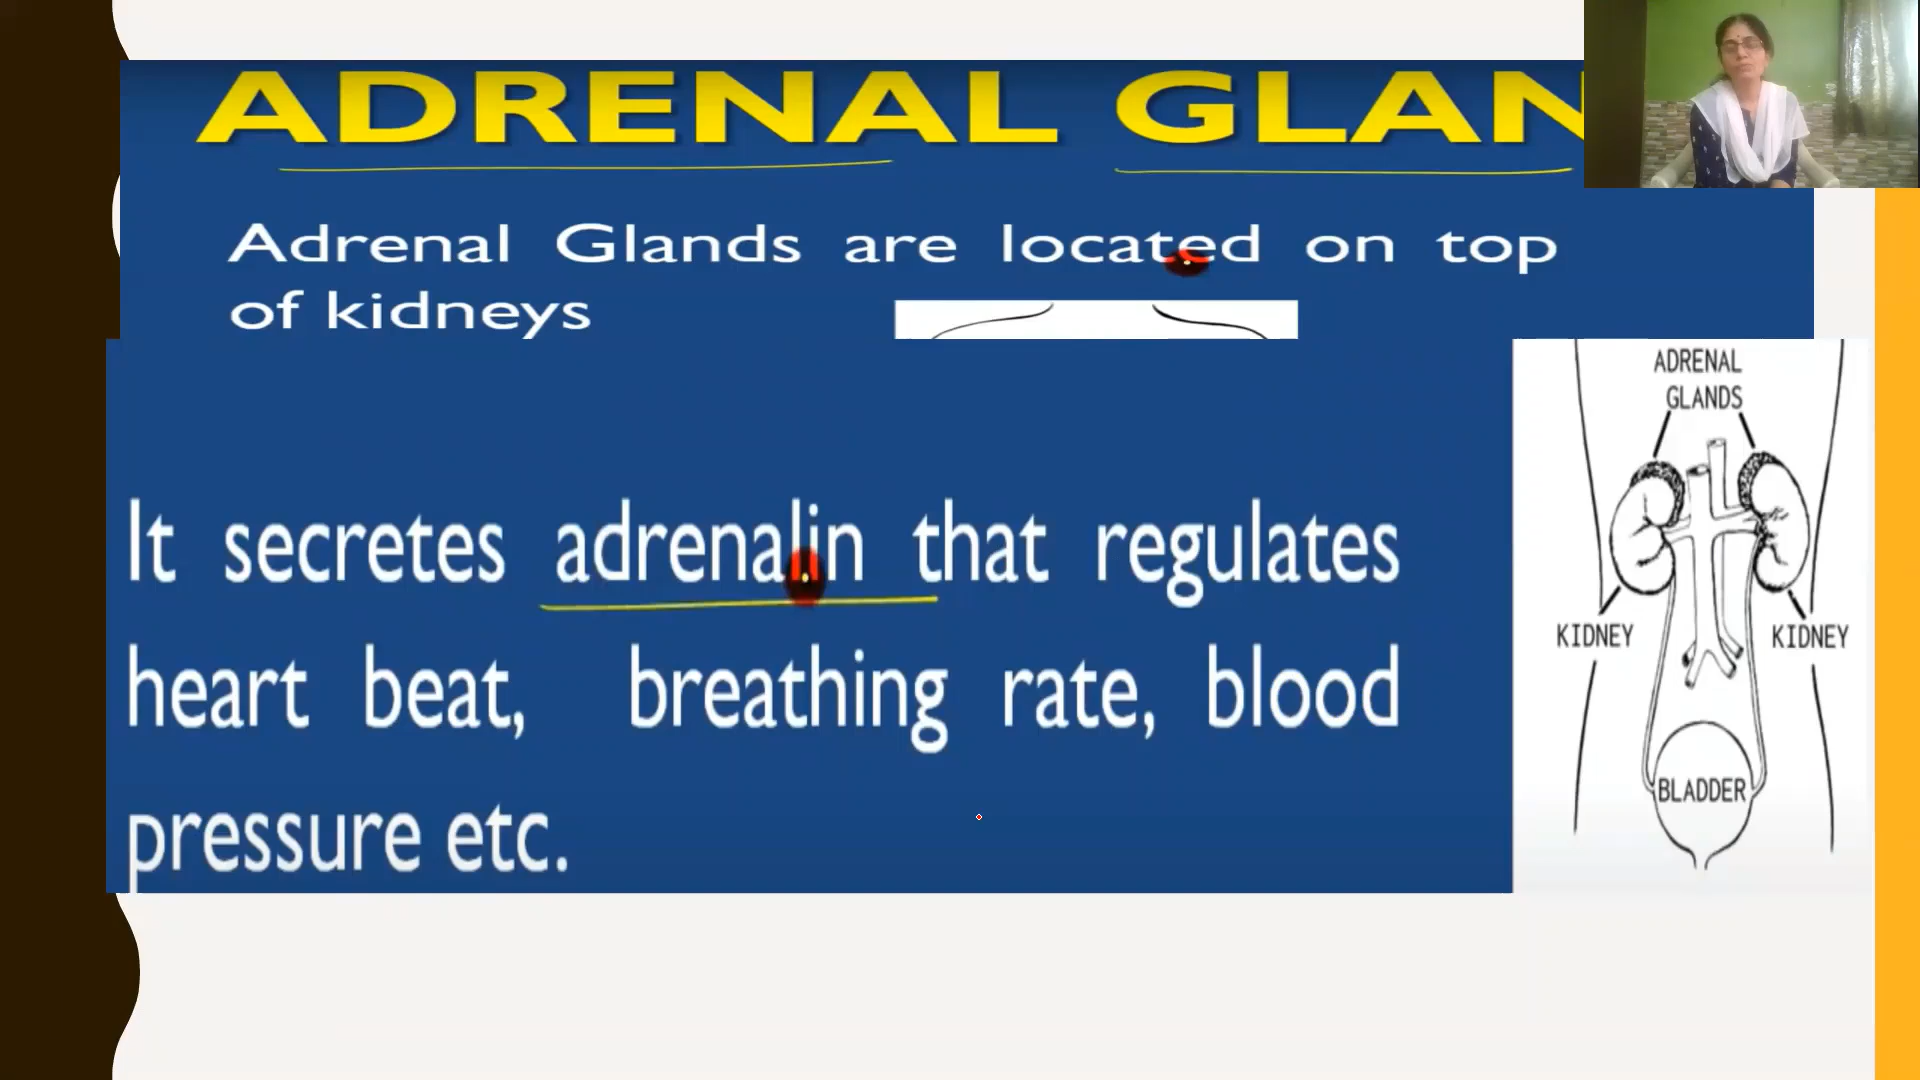 ADRENAL GLAN
Adrenal Glands are located on top
of kidneys
It secretes adrenalin that regulates
heart beat, breathing rate, blood
pressure etc.
ADRENAL
GLANDS
KIDNEY
KIDNEY
BLADDER